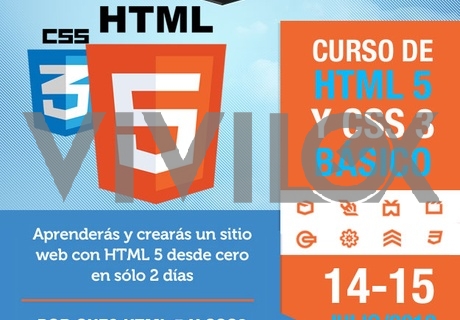 CSS
HTML
3
5
CURSO DE
HTML 5
Y CSS 3
BÁSICO
VIVILOX
Aprenderás y crearás un sitio
web con HTML 5 desde cero
en sólo 2 días
14-15